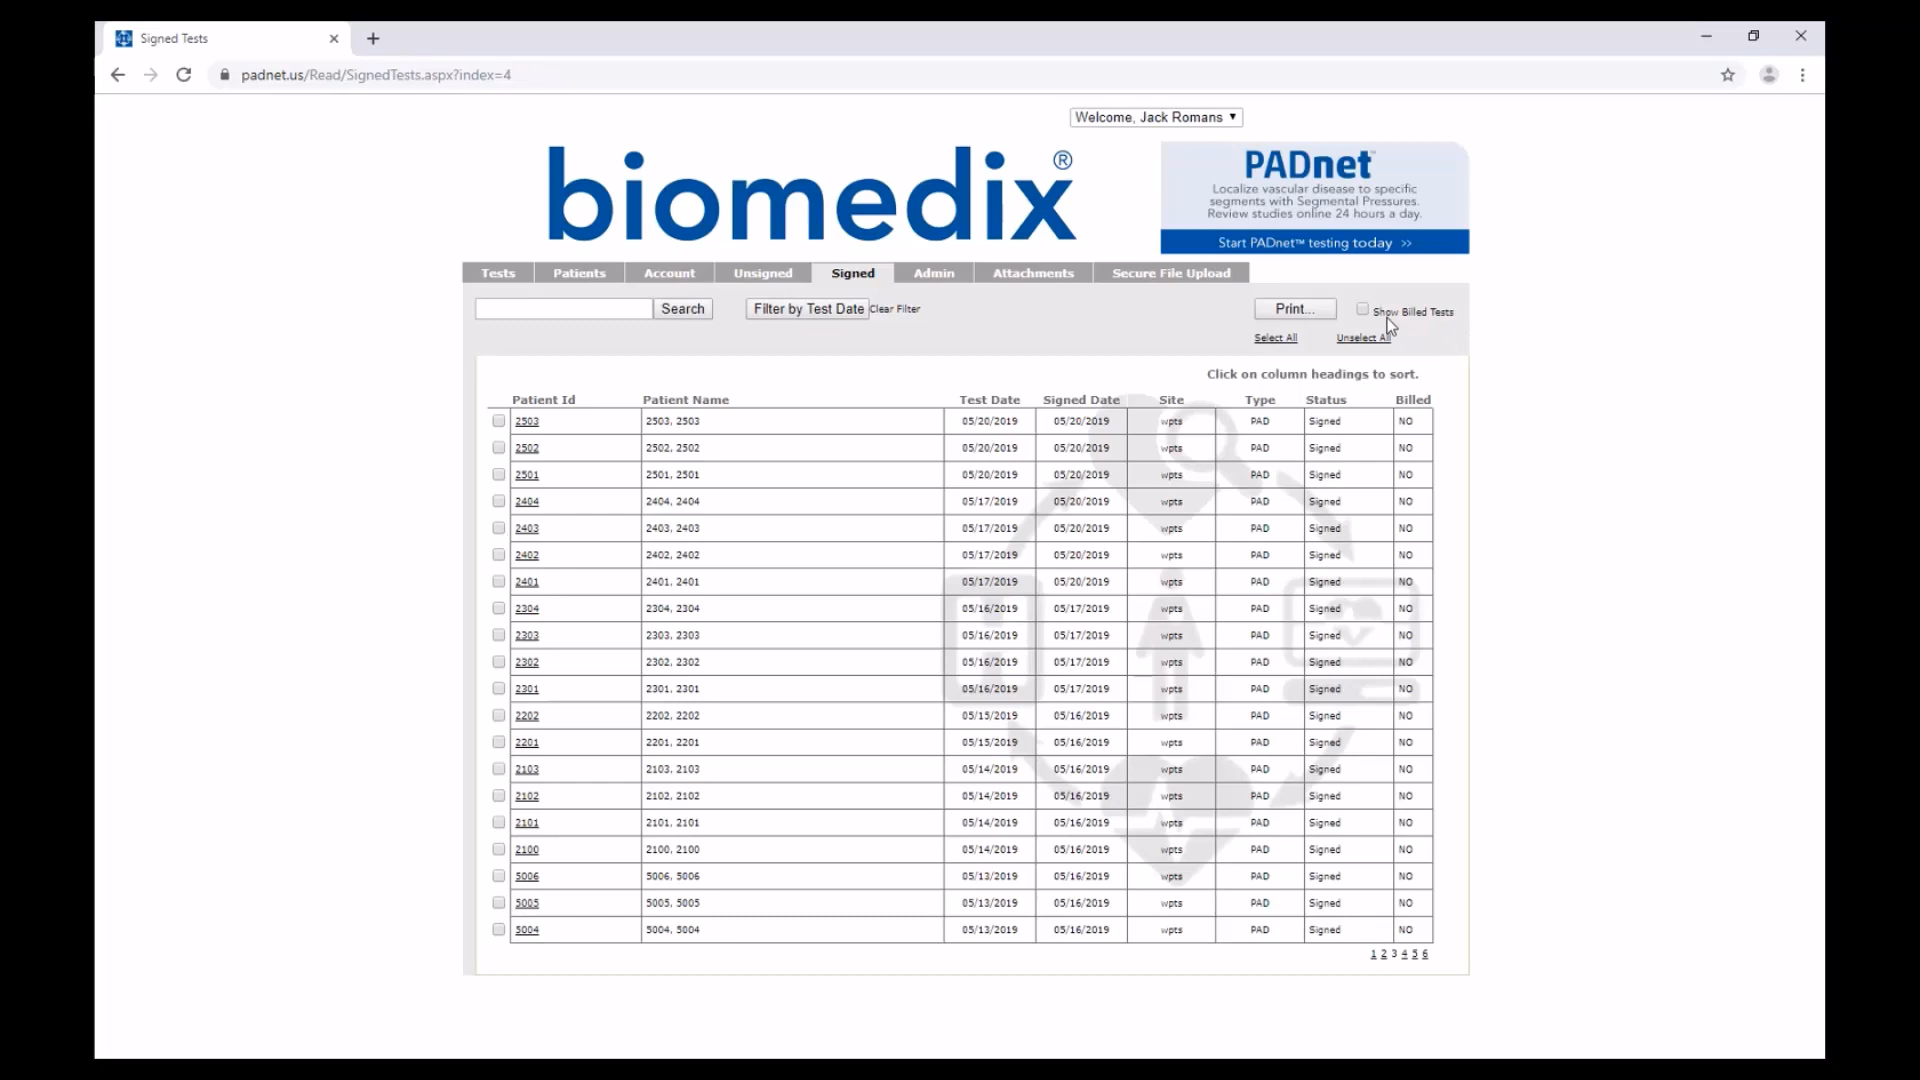 Signed Tests
padnet.us/Read/SignedTests.aspx?index=4
Welcome, Jack Romans
biomedix®
PADnet™
Localize vascular disease to specific
segments with Segmental Pressures.
Review studies online 24 hours a day.
Start PADnet™ testing today >>
Tests Patients Account Unsigned Signed Admin Attachments Secure File Upload
Search Filter by Test Date Clear Filter Print... Show Billed Tests
Select All Unselect All
Click on column headings to sort.
Patient Id Patient Name Test Date Signed Date Site Type Status Billed
2503 2503, 2503 05/20/2019 05/20/2019 wpts PAD Signed NO
2502 2502, 2502 05/20/2019 05/20/2019 wpts PAD Signed NO
2501 2501, 2501 05/20/2019 05/20/2019 wpts PAD Signed NO
2404 2404, 2404 05/17/2019 05/20/2019 wpts PAD Signed NO
2403 2403, 2403 05/17/2019 05/20/2019 wpts PAD Signed NO
2402 2402, 2402 05/17/2019 05/20/2019 wpts PAD Signed NO
2401 2401, 2401 05/17/2019 05/20/2019 wpts PAD Signed NO
2304 2304, 2304 05/16/2019 05/17/2019 wpts PAD Signed NO
2303 2303, 2303 05/16/2019 05/17/2019 wpts PAD Signed NO
2302 2302, 2302 05/16/2019 05/17/2019 wpts PAD Signed NO
2301 2301, 2301 05/16/2019 05/17/2019 wpts PAD Signed NO
2202 2202, 2202 05/15/2019 05/16/2019 wpts PAD Signed NO
2201 2201, 2201 05/15/2019 05/16/2019 wpts PAD Signed NO
2103 2103, 2103 05/14/2019 05/16/2019 wpts PAD Signed NO
2102 2102, 2102 05/14/2019 05/16/2019 wpts PAD Signed NO
2101 2101, 2101 05/14/2019 05/16/2019 wpts PAD Signed NO
2100 2100, 2100 05/14/2019 05/16/2019 wpts PAD Signed NO
5006 5006, 5006 05/13/2019 05/16/2019 wpts PAD Signed NO
5005 5005, 5005 05/13/2019 05/16/2019 wpts PAD Signed NO
5004 5004, 5004 05/13/2019 05/16/2019 wpts PAD Signed NO
1 2 3 4 5 6